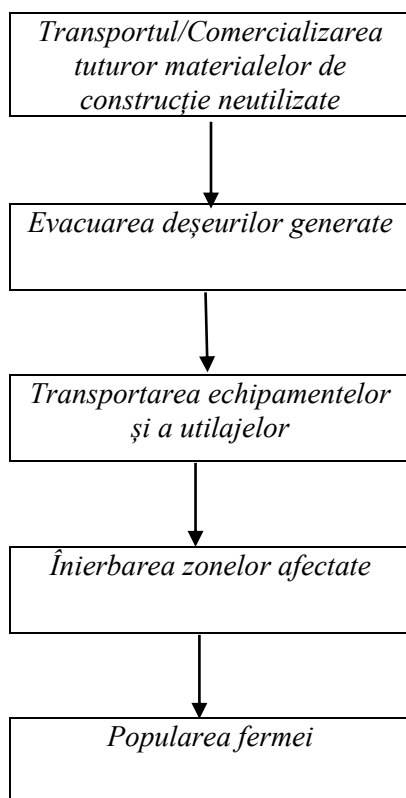 Transportul/Comercializarea
tuturor materialelor de
construcție neutilizate
Evacuarea deșeurilor generate
Transportarea echipamentelor
și a utilajelor
Înierbarea zonelor afectate
Popularea fermei